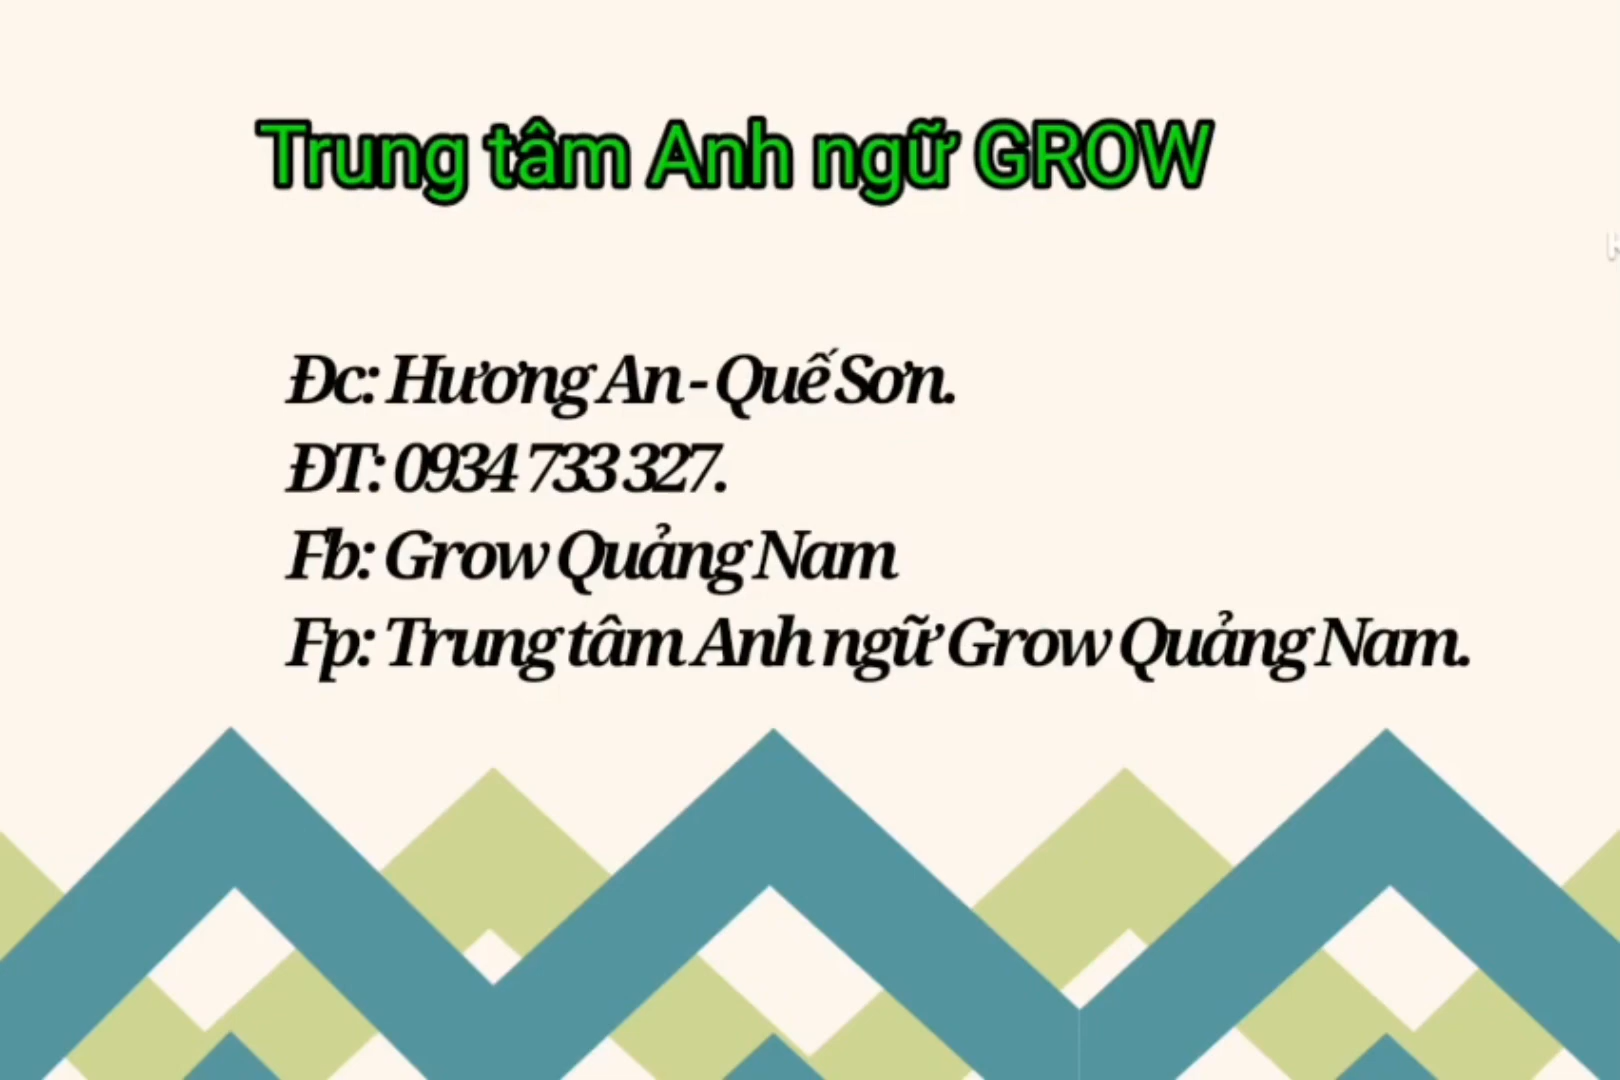 Trung tâm Anh ngữ GROW
Đc: Hương An - Quế Sơn.
ĐT: 0934 733 327.
Fb: Grow Quảng Nam
Fp: Trung tâm Anh ngữ Grow Quảng Nam.